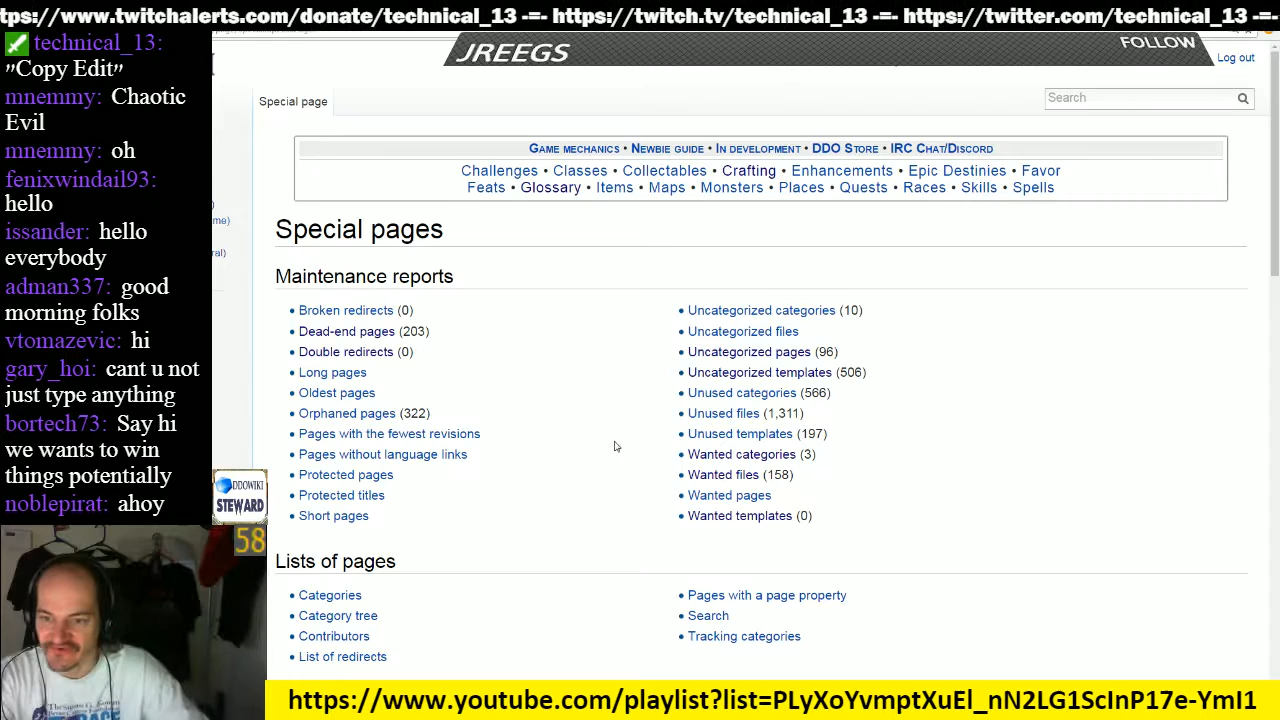 tps://www.twitchalerts.com/donate/technical_13 -=- https://twitch.tv/technical_13 -=- https://twitter.com/technical_13 -=-
technical_13:
"Copy Edit"
mnemmy: Chaotic
Evil
mnemmy: oh
fenixwindail93:
hello
issander: hello
everybody
adman337: good
morning folks
vtomazevic: hi
gary_hoi: cant u not
just type anything
bortech73: Say hi
we wants to win
things potentially
noblepirat: ahoy
DDOWIKI
STEWARD
58
JREEGS
FOLLOW
Log out
Special page
Search
me)
ral)
GAME MECHANICS • NEWBIE GUIDE • IN DEVELOPMENT • DDO STORE • IRC CHAT/DISCORD
Challenges • Classes • Collectables • Crafting • Enhancements • Epic Destinies • Favor
Feats • Glossary • Items • Maps • Monsters • Places • Quests • Races • Skills • Spells
Special pages
Maintenance reports
• Broken redirects (0)
• Dead-end pages (203)
• Double redirects (0)
• Long pages
• Oldest pages
• Orphaned pages (322)
• Pages with the fewest revisions
• Pages without language links
• Protected pages
• Protected titles
• Short pages
• Uncategorized categories (10)
• Uncategorized files
• Uncategorized pages (96)
• Uncategorized templates (506)
• Unused categories (566)
• Unused files (1,311)
• Unused templates (197)
• Wanted categories (3)
• Wanted files (158)
• Wanted pages
• Wanted templates (0)
Lists of pages
• Categories
• Category tree
• Contributors
• List of redirects
• Pages with a page property
• Search
• Tracking categories
https://www.youtube.com/playlist?list=PLyXoYvmptXuEl_nN2LG1ScInP17e-YmI1